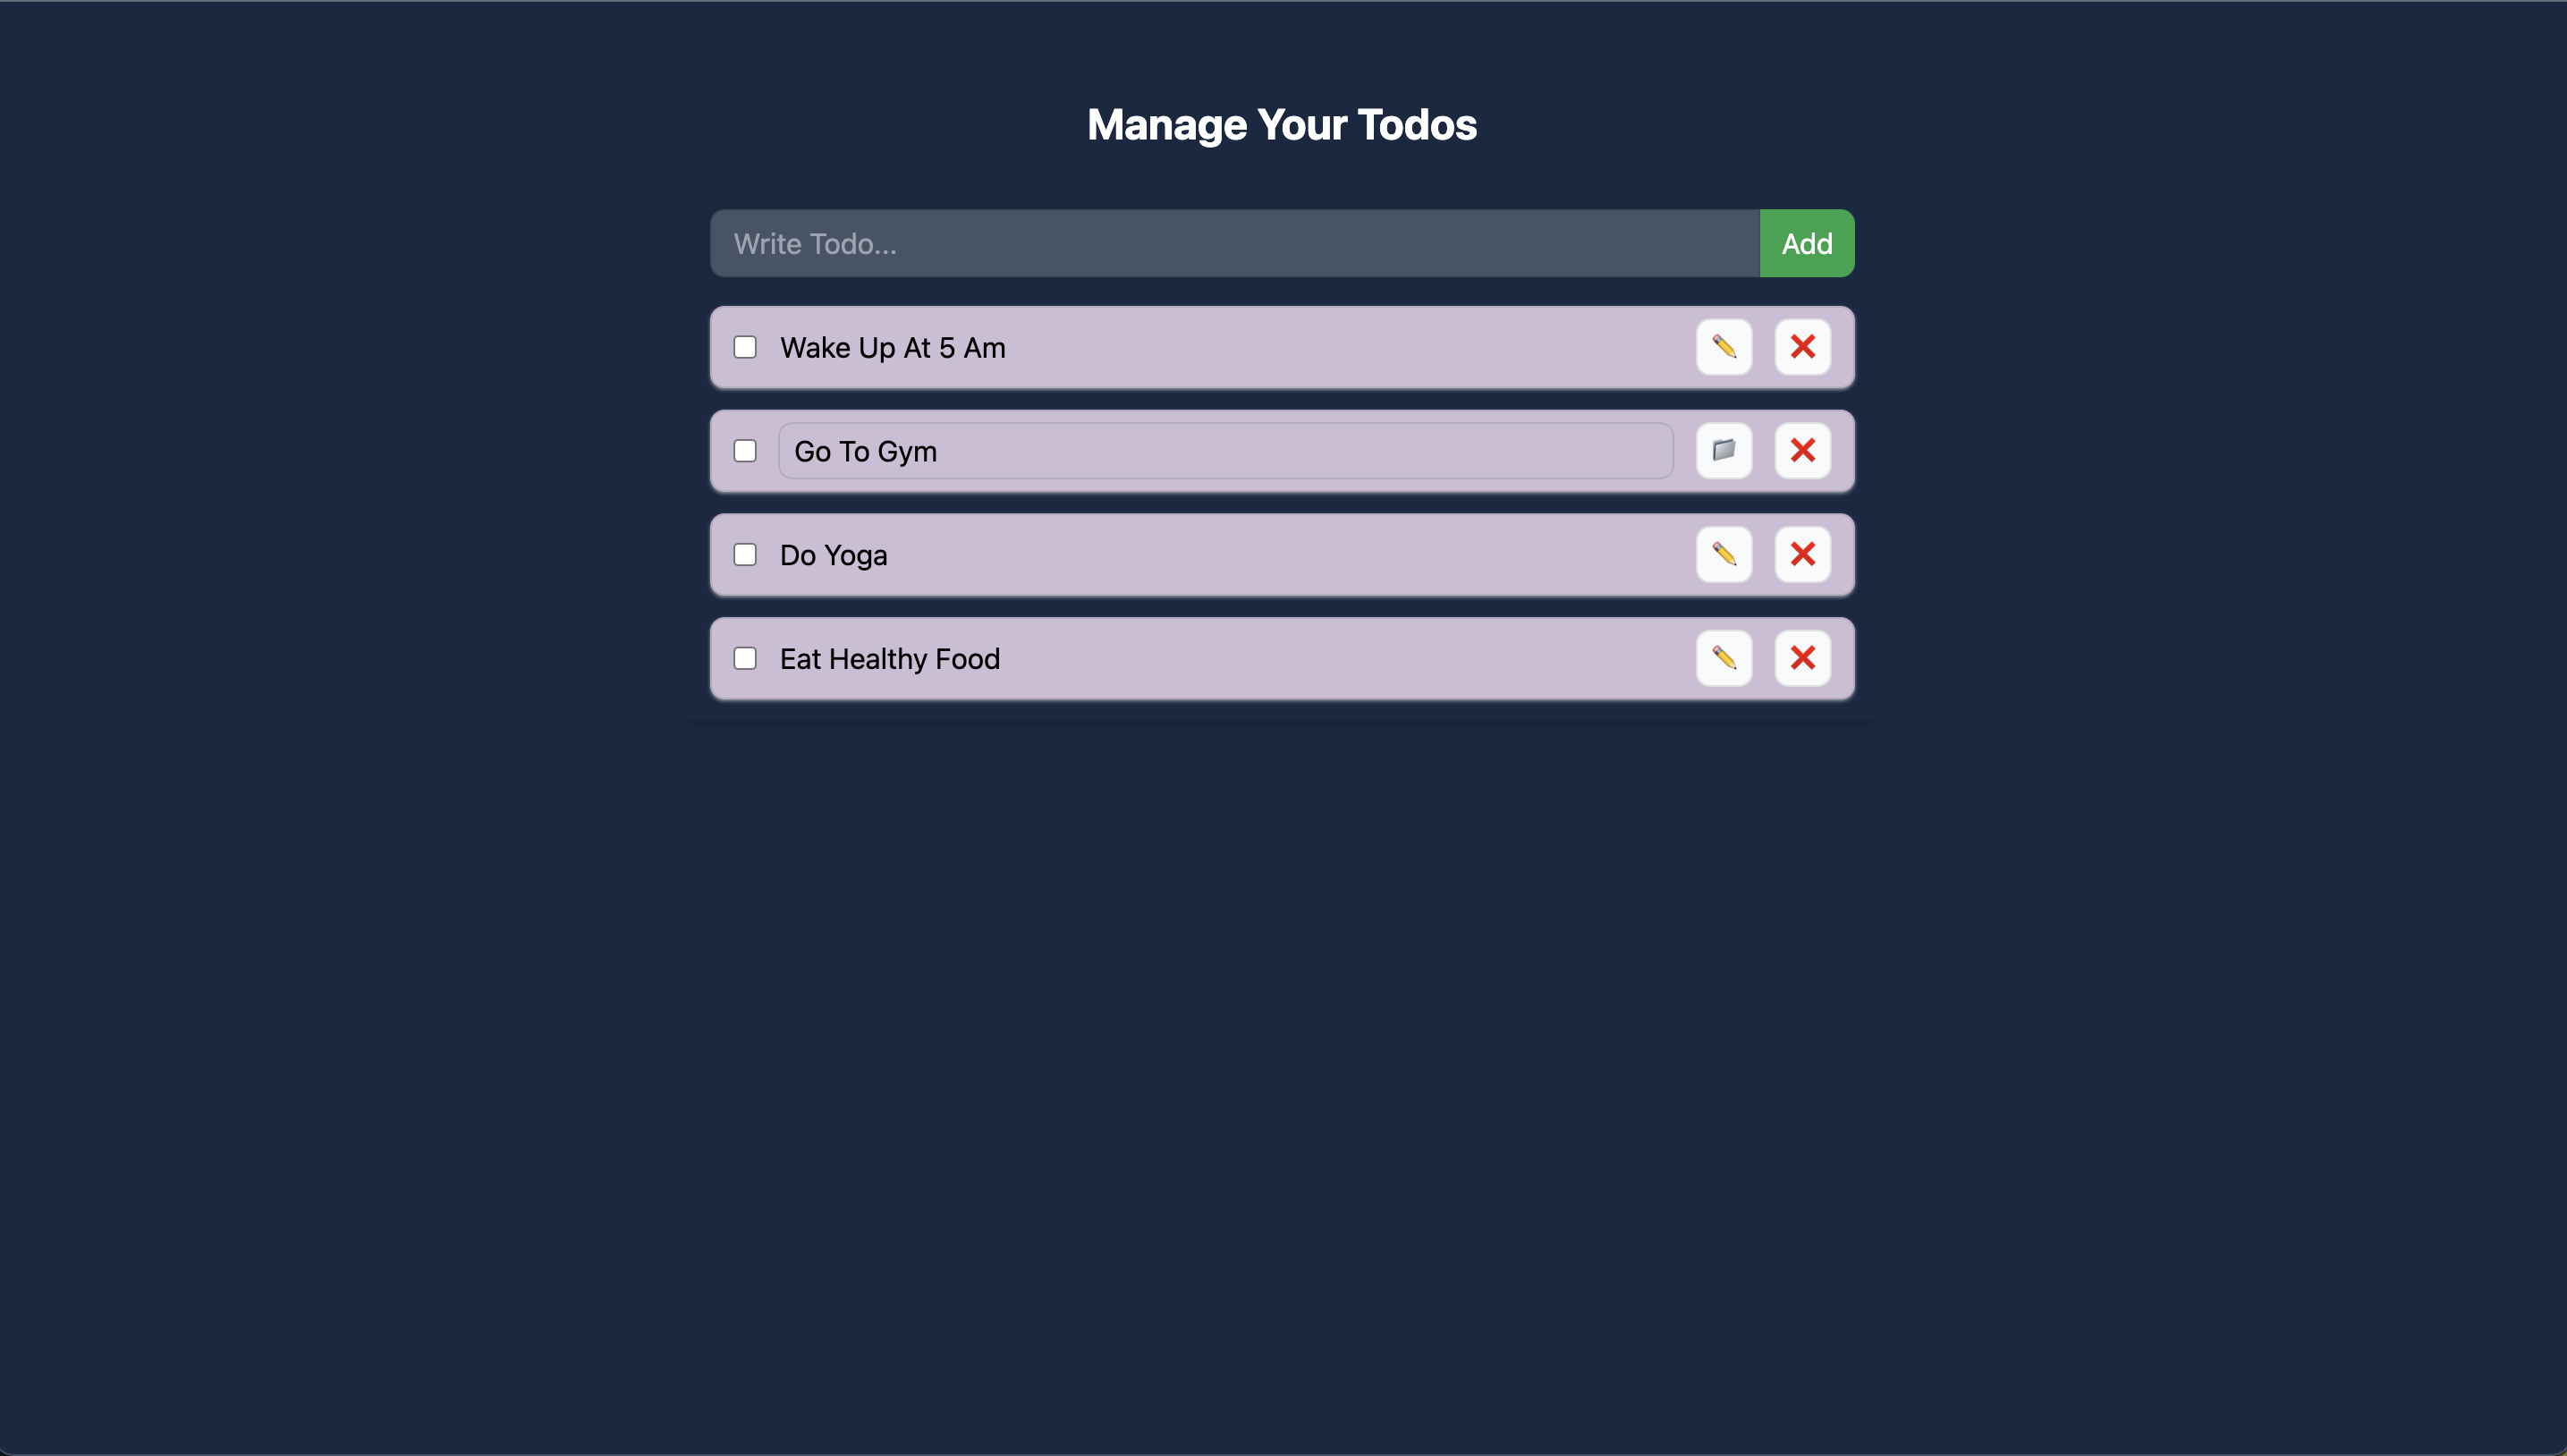 Manage Your Todos
Write Todo...
Add
Wake Up At 5 Am
Go To Gym
Do Yoga
Eat Healthy Food